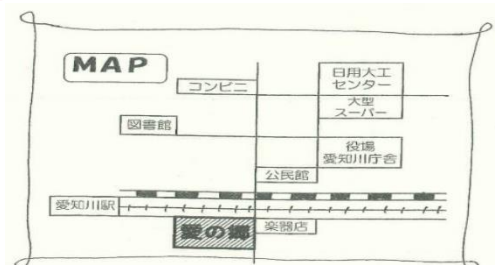 MAP
コンビニ
日用大工
センター
大型
スーパー
図書館
役場
愛知川庁舎
公民館
愛知川駅
愛の郷
楽器店